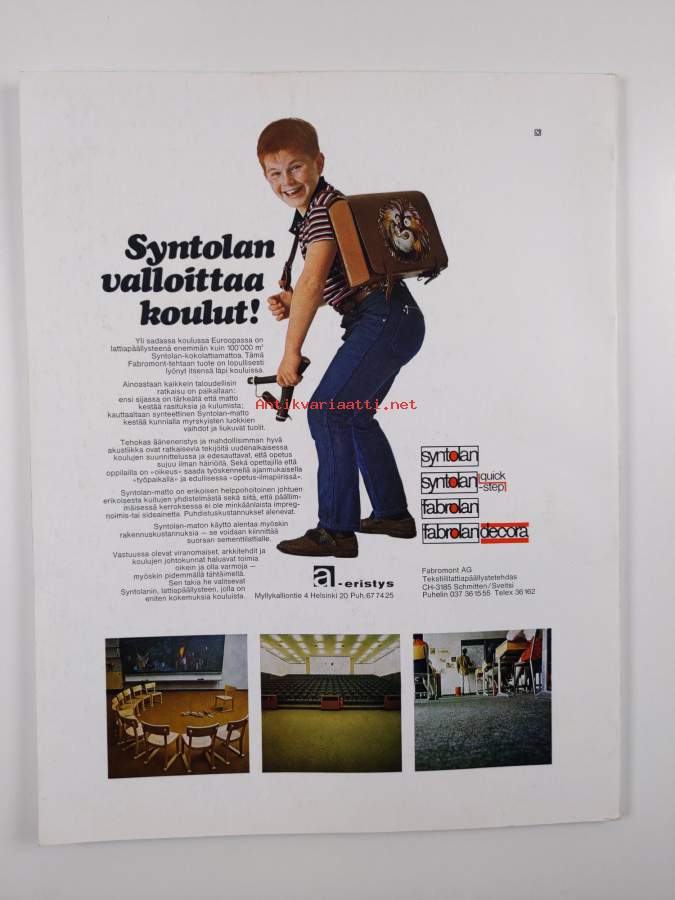 Syntolan
valloittaa
koulut!
Yli sadassa koulussa Euroopassa on
lattiapäällysteenä enemmän kuin 100'000 m²
Syntolan-kokolattiamattoa. Tämä
Fabromont-tehtaan tuote on lopullisesti
lyönyt itsensä läpi kouluissa.
Ainoastaan kaikkein taloudellisin
ratkaisu on paikallaan:
ensi sijassa on tärkeätä että matto
kestää rasituksia ja kulumista;
kauttaaltaan synteettinen Syntolan-matto
kestää kunnialla myrskyisten luokkien
vaihdot ja liukuvat tuolit.
Tehokas ääneneristys ja mahdollisimman hyvä
akustiikka ovat ratkaisevia tekijöitä uudenaikaisessa
koulujen suunnittelussa ja edesauttavat, että opetus
sujuu ilman häiriöitä. Sekä opettajilla että
oppilailla on «oikeus» saada työskennellä ajanmukaisella
«työpaikalla» ja edullisessa «opetus-ilmapiirissä».
Syntolan-matto on erikoisen helppohoitoinen johtuen
erikoisesta kuitujen yhdistelmästä sekä siitä, että päällim-
mäisessä kerroksessa ei ole minkäänlaista impreg-
noimis-tai sideainetta. Puhdistuskustannukset alenevat.
Syntolan-maton käyttö alentaa myöskin
rakennuskustannuksia — se voidaan kiinnittää
suoraan sementtilattialle.
Vastuussa olevat viranomaiset, arkkitehdit ja
koulujen johtokunnat haluavat toimia
oikein ja olla varmoja —
myöskin pidemmällä tähtäimellä.
Sen takia he valitsevat
Syntolanin, lattiapäällysteen, jolla on
eniten kokemuksia kouluista.
Antikvariaatti.net
a-eristys
Myllykalliontie 4 Helsinki 20 Puh. 67 74 25
syntolan
syntolan quick
-step
fabrolan
fabrolan decora
Fabromont AG
Tekstiililattiapäällystetehdas
CH-3185 Schmitten/Sveitsi
Puhelin 037 36 15 55 Telex 36 162